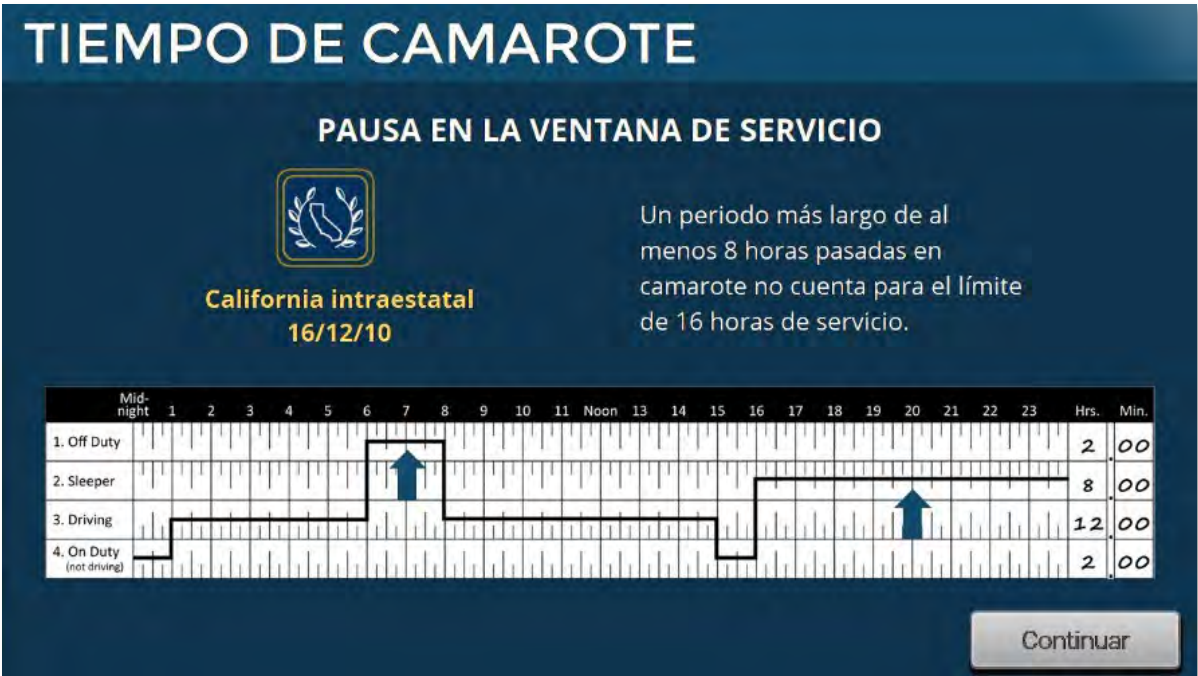 TIEMPO DE CAMAROTE
PAUSA EN LA VENTANA DE SERVICIO
California intraestatal
16/12/10
Un periodo más largo de al
menos 8 horas pasadas en
camarote no cuenta para el límite
de 16 horas de servicio.
Mid-
night 1 2 3 4 5 6 7 8 9 10 11 Noon 13 14 15 16 17 18 19 20 21 22 23 Hrs. Min.
1. Off Duty 2 . 00
2. Sleeper 8 . 00
3. Driving 12 . 00
4. On Duty 2 . 00
(not driving)
Continuar